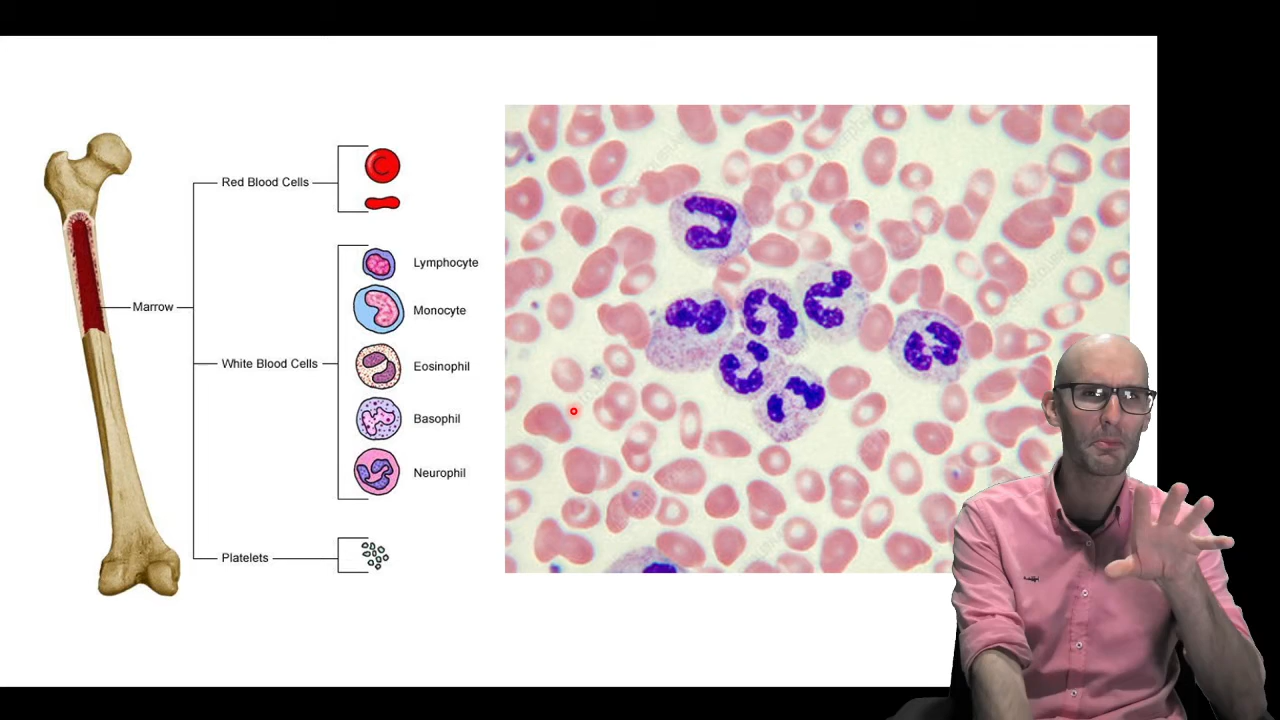 Red Blood Cells
Lymphocyte
Monocyte
Marrow
White Blood Cells
Eosinophil
Basophil
Neurophil
Platelets